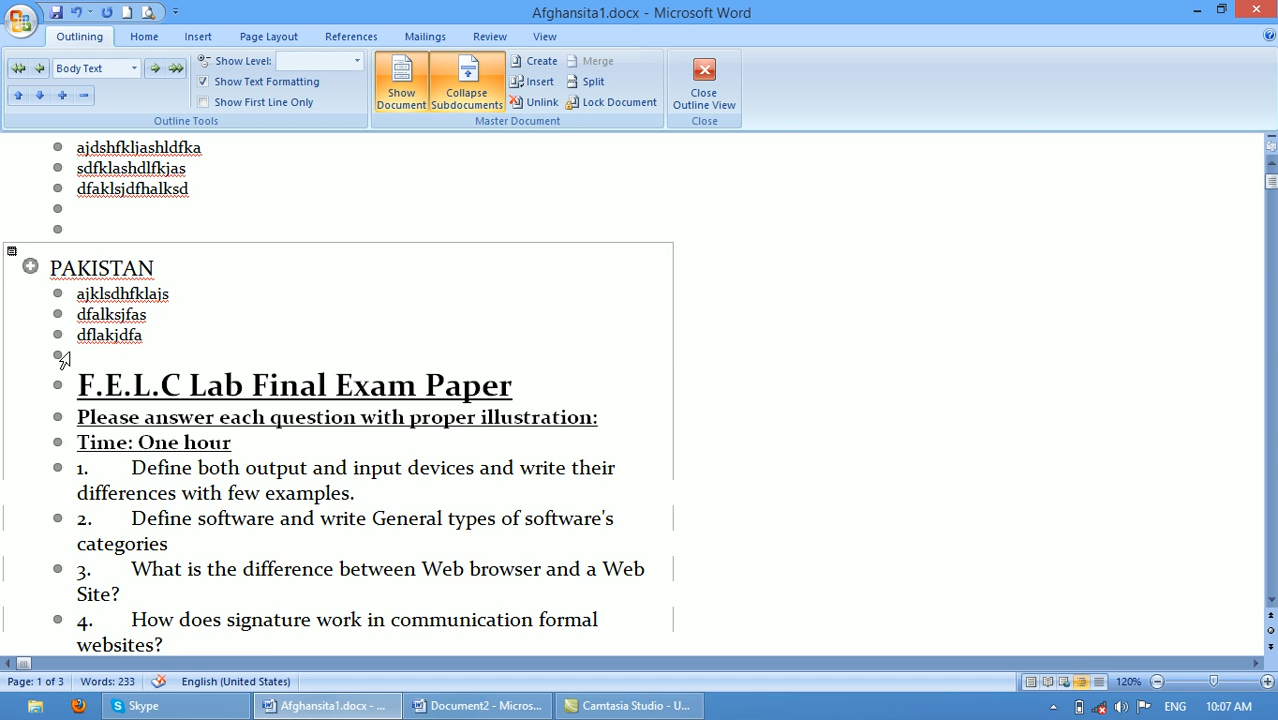 Afghansita1.docx - Microsoft Word
Outlining Home Insert Page Layout References Mailings Review View
Body Text
Show Level:
Show Text Formatting
Show First Line Only
Outline Tools
Show Document
Collapse Subdocuments
Create
Insert
Unlink
Merge
Split
Lock Document
Master Document
Close Outline View
Close
ajdshfkljashldfka
sdfklashdlfkjas
dfaklsjdfhalksd
PAKISTAN
ajklsdhfklajs
dfalksjfas
dflakjdfa
F.E.L.C Lab Final Exam Paper
Please answer each question with proper illustration:
Time: One hour
1. Define both output and input devices and write their
differences with few examples.
2. Define software and write General types of software's
categories
3. What is the difference between Web browser and a Web
Site?
4. How does signature work in communication formal
websites?
Page: 1 of 3 Words: 233 English (United States) 120%
Skype Afghansita1.docx - ... Document2 - Micros... Camtasia Studio - U... ENG 10:07 AM